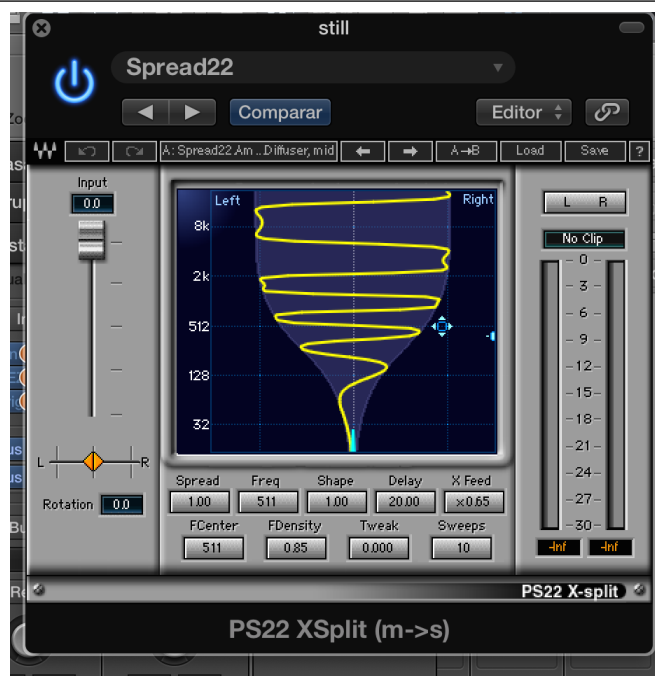 still
Spread22
Comparar
Editor
A: Spread22.Am ..Diffuser, mid
A→B
Load
Save
?
Input
0.0
L
R
Rotation
0.0
Left
Right
8k
2k
512
128
32
Spread
Freq
Shape
Delay
X Feed
1.00
511
1.00
20.00
×0.65
FCenter
FDensity
Tweak
Sweeps
511
0.85
0.000
10
L R
No Clip
0
3
6
9
12
15
18
21
24
27
30
-Inf
-Inf
PS22 X-split
PS22 XSplit (m->s)